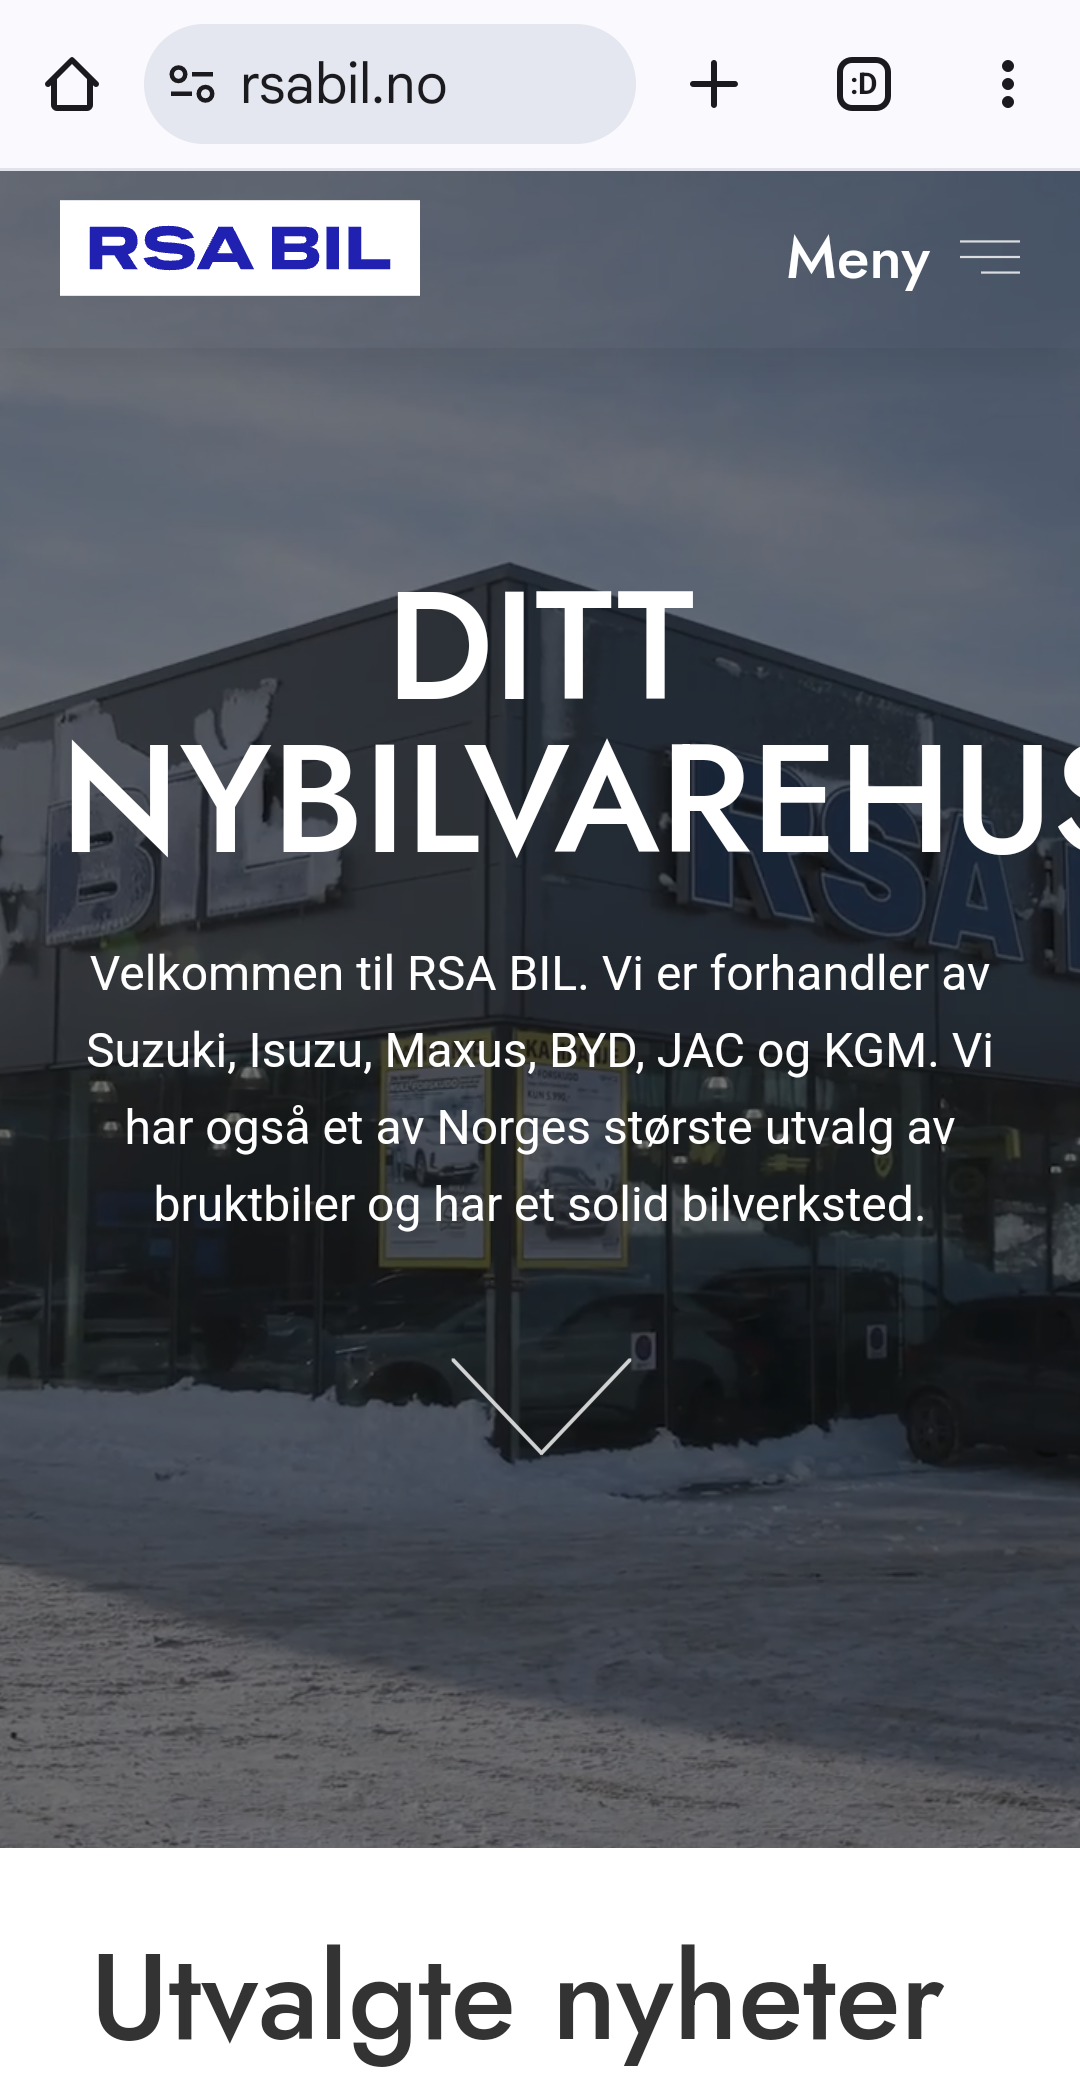 rsabil.no
:D
RSA BIL
Meny
DITT
NYBILVAREHUS
Velkommen til RSA BIL. Vi er forhandler av
Suzuki, Isuzu, Maxus, BYD, JAC og KGM. Vi
har også et av Norges største utvalg av
bruktbiler og har et solid bilverksted.
BIL
RSA
Utvalgte nyheter